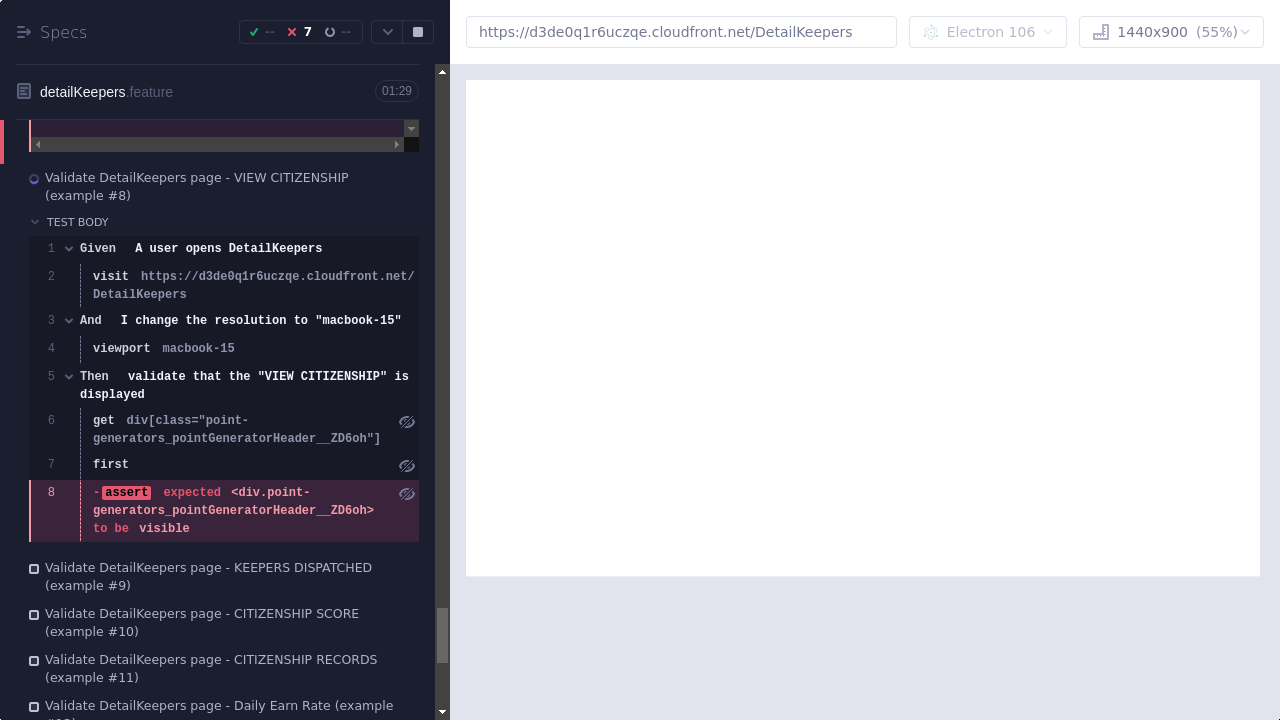 Specs
-- 7 --
https://d3de0q1r6uczqe.cloudfront.net/DetailKeepers
Electron 106
1440x900 (55%)
detailKeepers.feature
01:29
Validate DetailKeepers page - VIEW CITIZENSHIP
(example #8)
TEST BODY
1 Given A user opens DetailKeepers
2 visit https://d3de0q1r6uczqe.cloudfront.net/
DetailKeepers
3 And I change the resolution to "macbook-15"
4 viewport macbook-15
5 Then validate that the "VIEW CITIZENSHIP" is
displayed
6 get div[class="point-
generators_pointGeneratorHeader__ZD6oh"]
7 first
8 -assert expected <div.point-
generators_pointGeneratorHeader__ZD6oh>
to be visible
Validate DetailKeepers page - KEEPERS DISPATCHED
(example #9)
Validate DetailKeepers page - CITIZENSHIP SCORE
(example #10)
Validate DetailKeepers page - CITIZENSHIP RECORDS
(example #11)
Validate DetailKeepers page - Daily Earn Rate (example